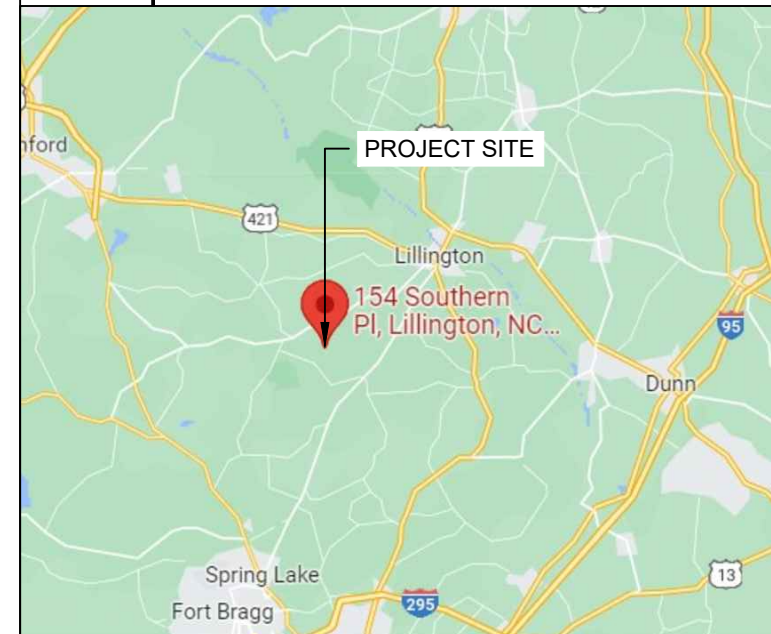 nford
PROJECT SITE
421
Lillington
154 Southern
Pl, Lillington, NC...
95
Dunn
Spring Lake
13
295
Fort Bragg